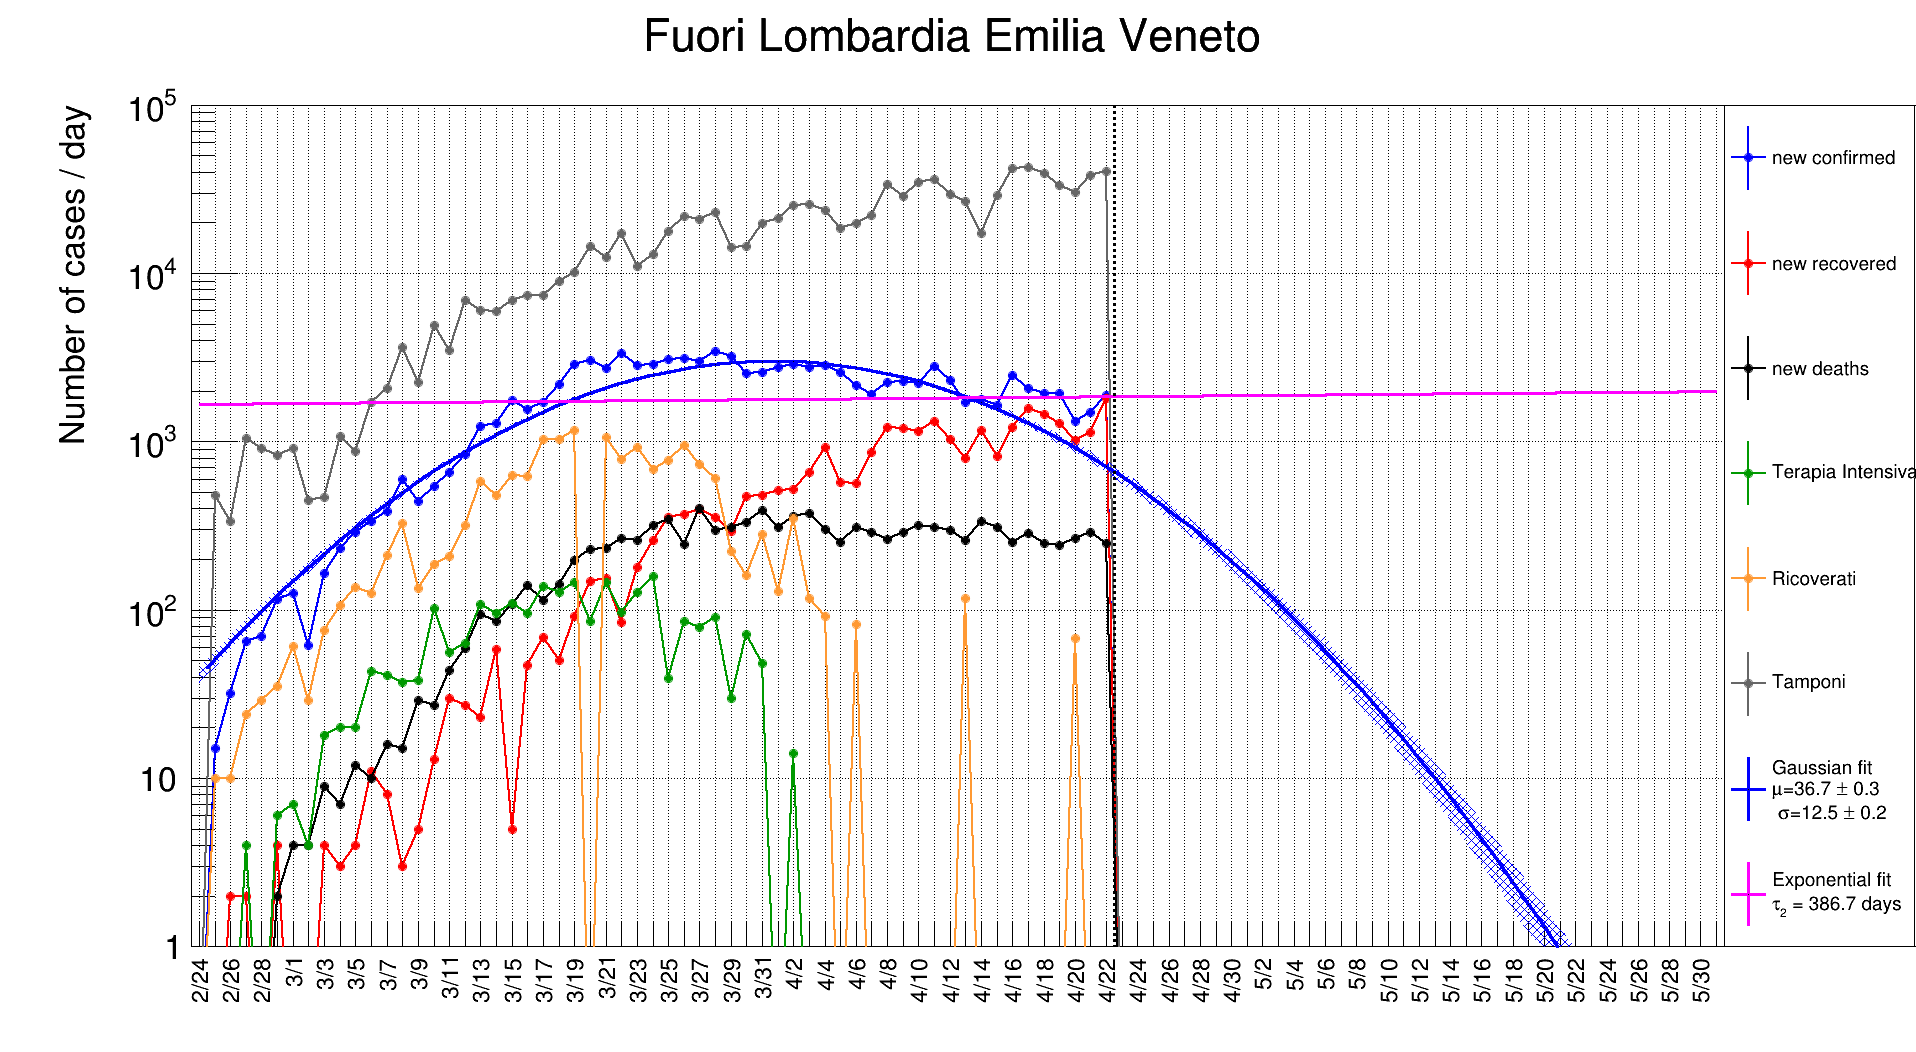 Fuori Lombardia Emilia Veneto
Number of cases / day
10^5
10^4
10^3
10^2
10
1
2/24 2/26 2/28 3/1 3/3 3/5 3/7 3/9 3/11 3/13 3/15 3/17 3/19 3/21 3/23 3/25 3/27 3/29 3/31 4/2 4/4 4/6 4/8 4/10 4/12 4/14 4/16 4/18 4/20 4/22 4/24 4/26 4/28 4/30 5/2 5/4 5/6 5/8 5/10 5/12 5/14 5/16 5/18 5/20 5/22 5/24 5/26 5/28 5/30
new confirmed
new recovered
new deaths
Terapia Intensiva
Ricoverati
Tamponi
Gaussian fit
μ=36.7 ± 0.3
σ=12.5 ± 0.2
Exponential fit
τ₂ = 386.7 days